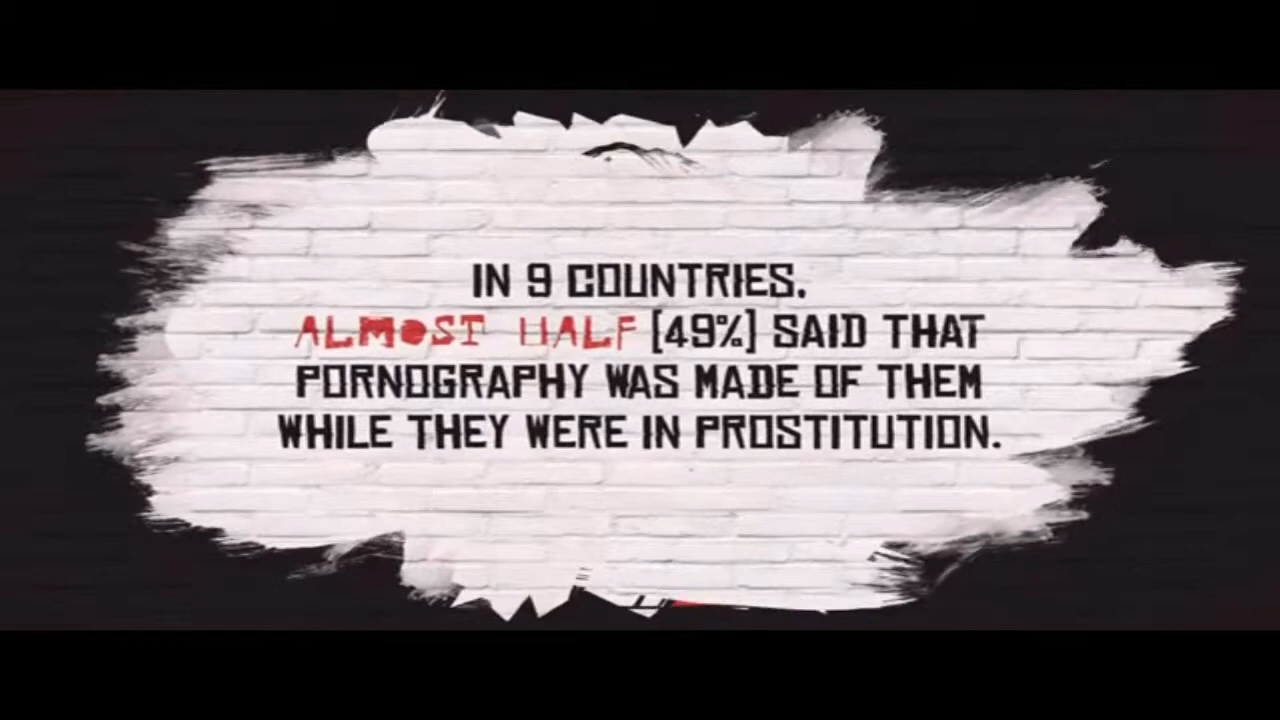 IN 9 COUNTRIES,
ALMOST HALF [49%] SAID THAT
PORNOGRAPHY WAS MADE OF THEM
WHILE THEY WERE IN PROSTITUTION.